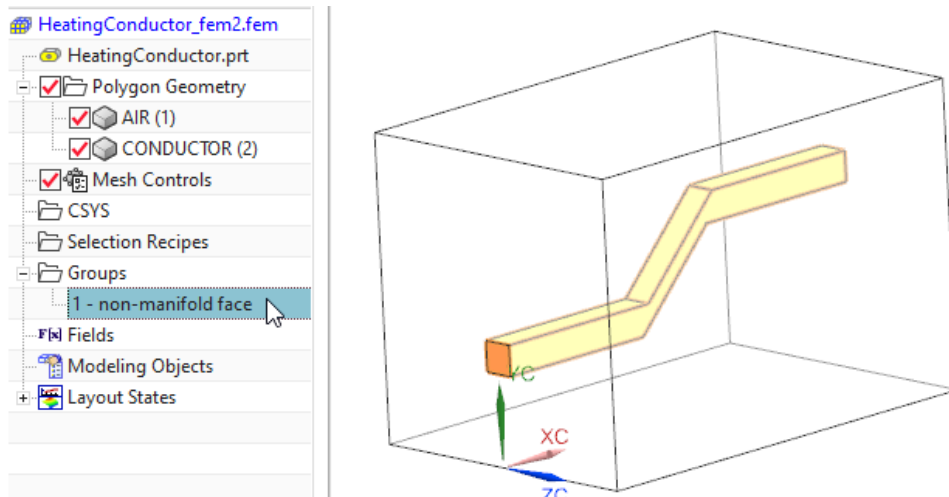 HeatingConductor_fem2.fem
HeatingConductor.prt
Polygon Geometry
AIR (1)
CONDUCTOR (2)
Mesh Controls
CSYS
Selection Recipes
Groups
1 - non-manifold face
F(x) Fields
Modeling Objects
Layout States
YC
XC
ZC